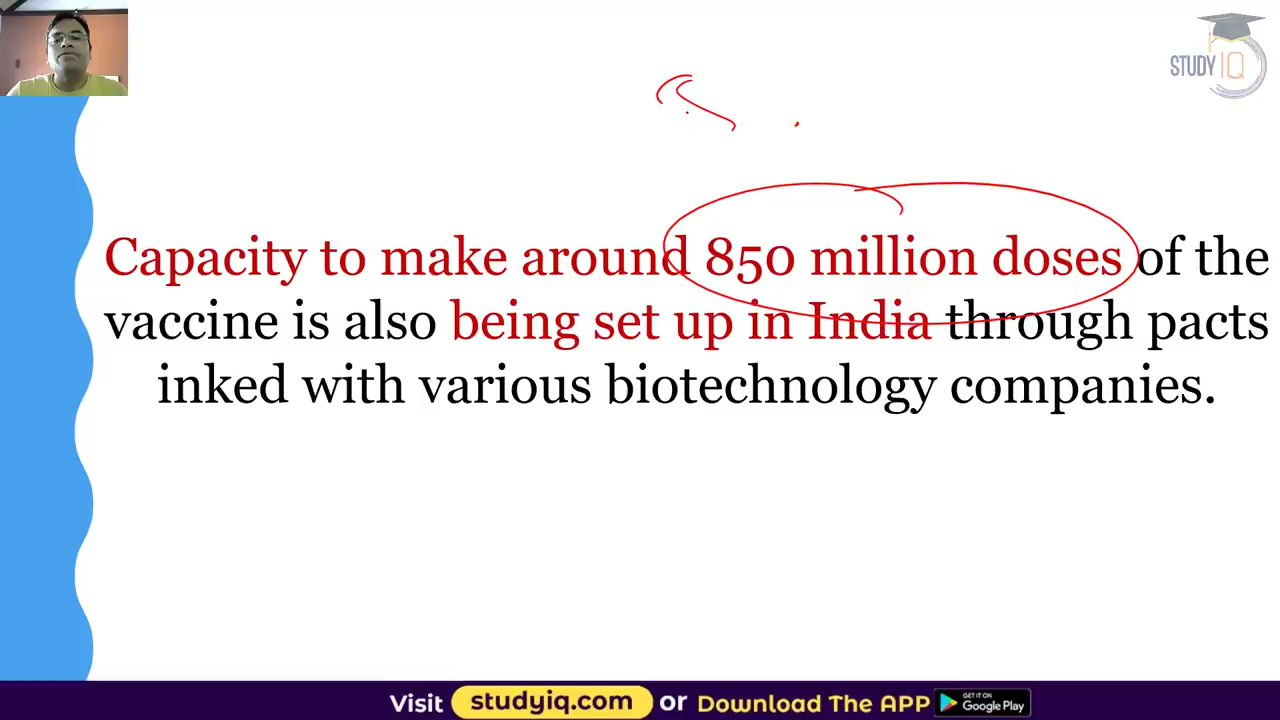 STUDY IQ
Capacity to make around 850 million doses of the
vaccine is also being set up in India through pacts
inked with various biotechnology companies.
Visit studyiq.com or Download The APP GET IT ON Google Play